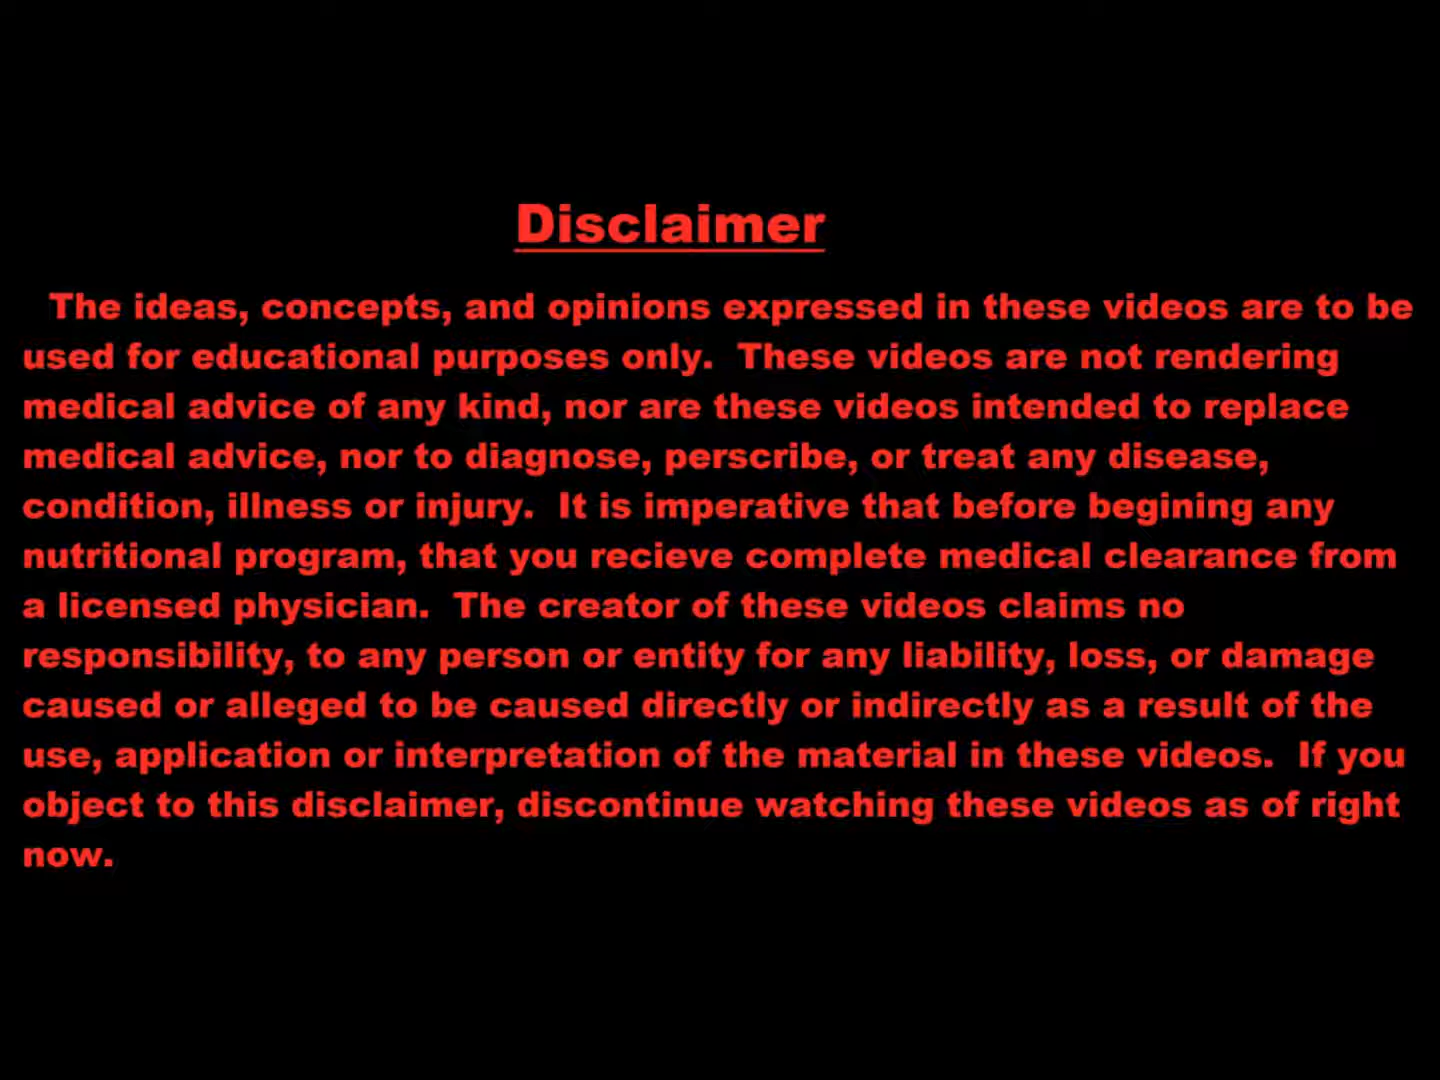 Disclaimer
The ideas, concepts, and opinions expressed in these videos are to be
used for educational purposes only.  These videos are not rendering
medical advice of any kind, nor are these videos intended to replace
medical advice, nor to diagnose, perscribe, or treat any disease,
condition, illness or injury.  It is imperative that before begining any
nutritional program, that you recieve complete medical clearance from
a licensed physician.  The creator of these videos claims no
responsibility, to any person or entity for any liability, loss, or damage
caused or alleged to be caused directly or indirectly as a result of the
use, application or interpretation of the material in these videos.  If you
object to this disclaimer, discontinue watching these videos as of right
now.